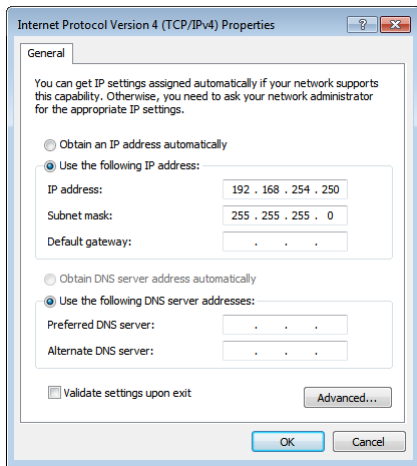 Internet Protocol Version 4 (TCP/IPv4) Properties
General
You can get IP settings assigned automatically if your network supports
this capability. Otherwise, you need to ask your network administrator
for the appropriate IP settings.
Obtain an IP address automatically
Use the following IP address:
IP address: 192 . 168 . 254 . 250
Subnet mask: 255 . 255 . 255 . 0
Default gateway: . . .
Obtain DNS server address automatically
Use the following DNS server addresses:
Preferred DNS server: . . .
Alternate DNS server: . . .
Validate settings upon exit
Advanced...
OK Cancel